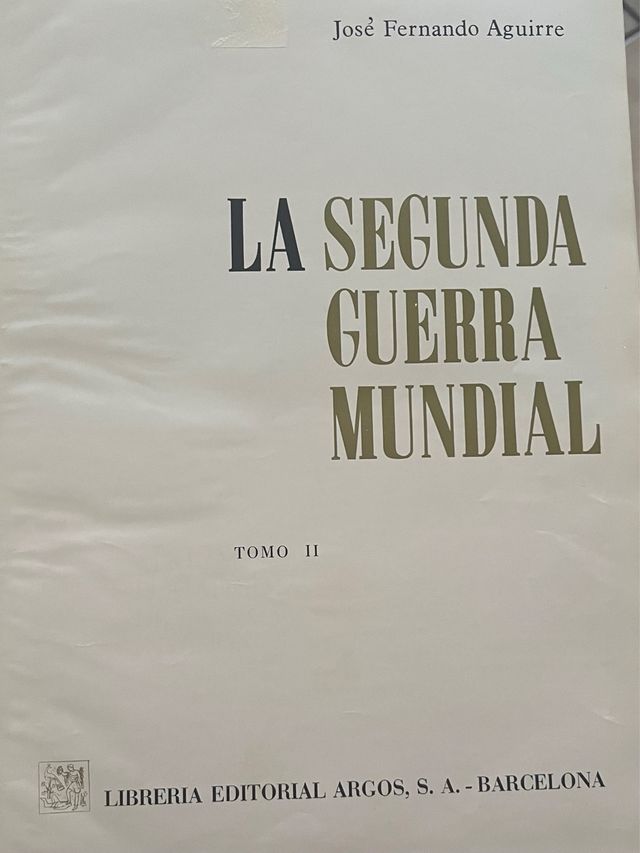 José Fernando Aguirre
LA SEGUNDA
GUERRA
MUNDIAL
TOMO II
LIBRERIA EDITORIAL ARGOS, S. A. - BARCELONA